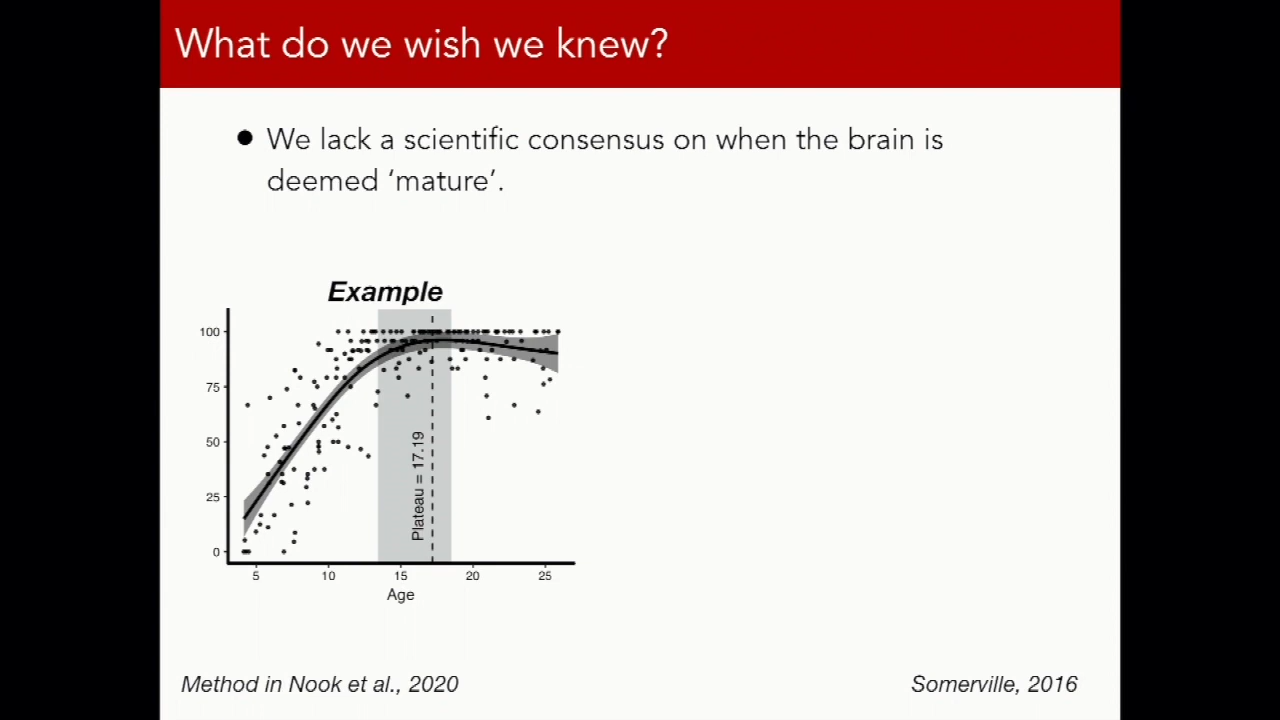 What do we wish we knew?
● We lack a scientific consensus on when the brain is
deemed ‘mature’.
Example
100
75
50
25
0
Plateau = 17.19
5 10 15 20 25
Age
Method in Nook et al., 2020
Somerville, 2016